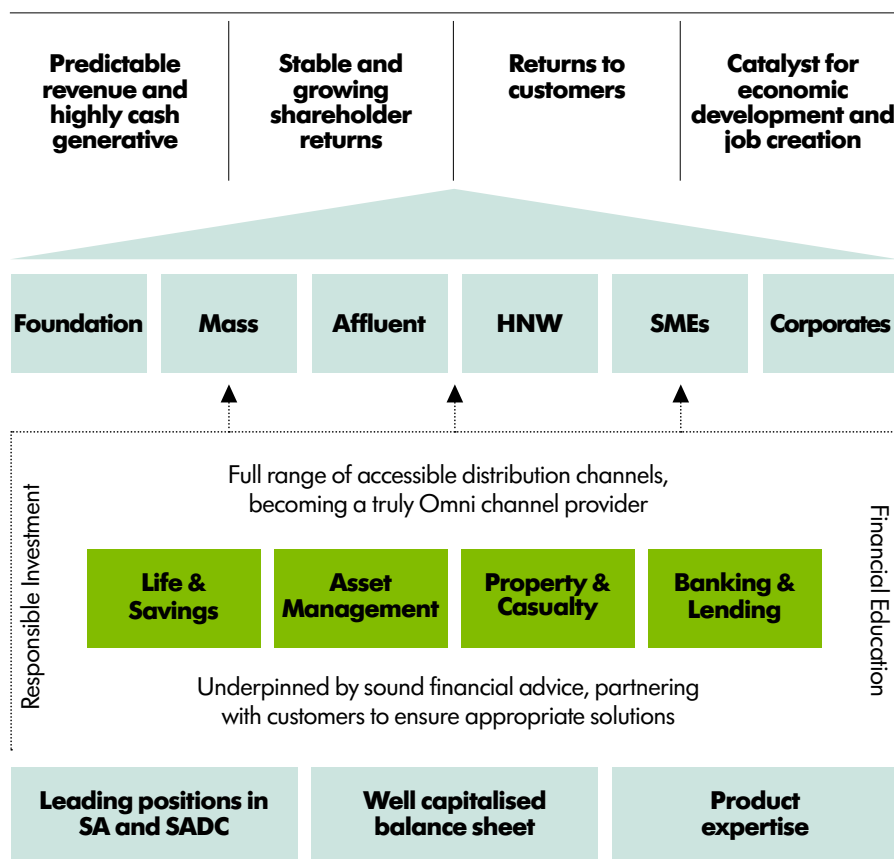 Predictable
revenue and
highly cash
generative
Stable and
growing
shareholder
returns
Returns to
customers
Catalyst for
economic
development and
job creation
Foundation
Mass
Affluent
HNW
SMEs
Corporates
Responsible Investment
Full range of accessible distribution channels,
becoming a truly Omni channel provider
Life &
Savings
Asset
Management
Property &
Casualty
Banking &
Lending
Underpinned by sound financial advice, partnering
with customers to ensure appropriate solutions
Financial Education
Leading positions in
SA and SADC
Well capitalised
balance sheet
Product
expertise